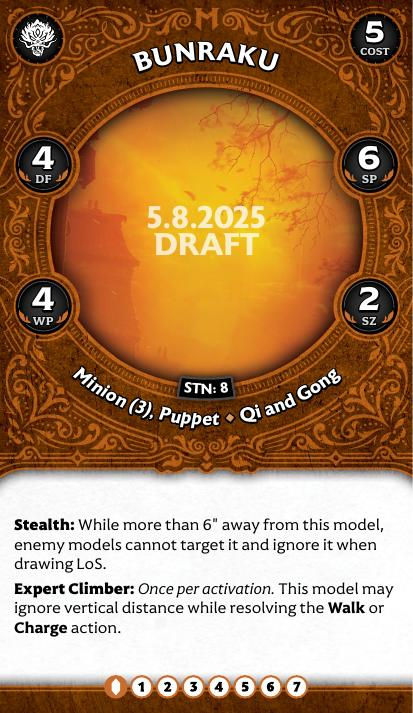 BUNRAKU
5
COST
4
DF
6
SP
5.8.2025
DRAFT
4
WP
2
SZ
STN: 8
Minion (3), Puppet ◆ Qi and Gong
Stealth: While more than 6" away from this model,
enemy models cannot target it and ignore it when
drawing LoS.
Expert Climber: Once per activation. This model may
ignore vertical distance while resolving the Walk or
Charge action.
1 2 3 4 5 6 7